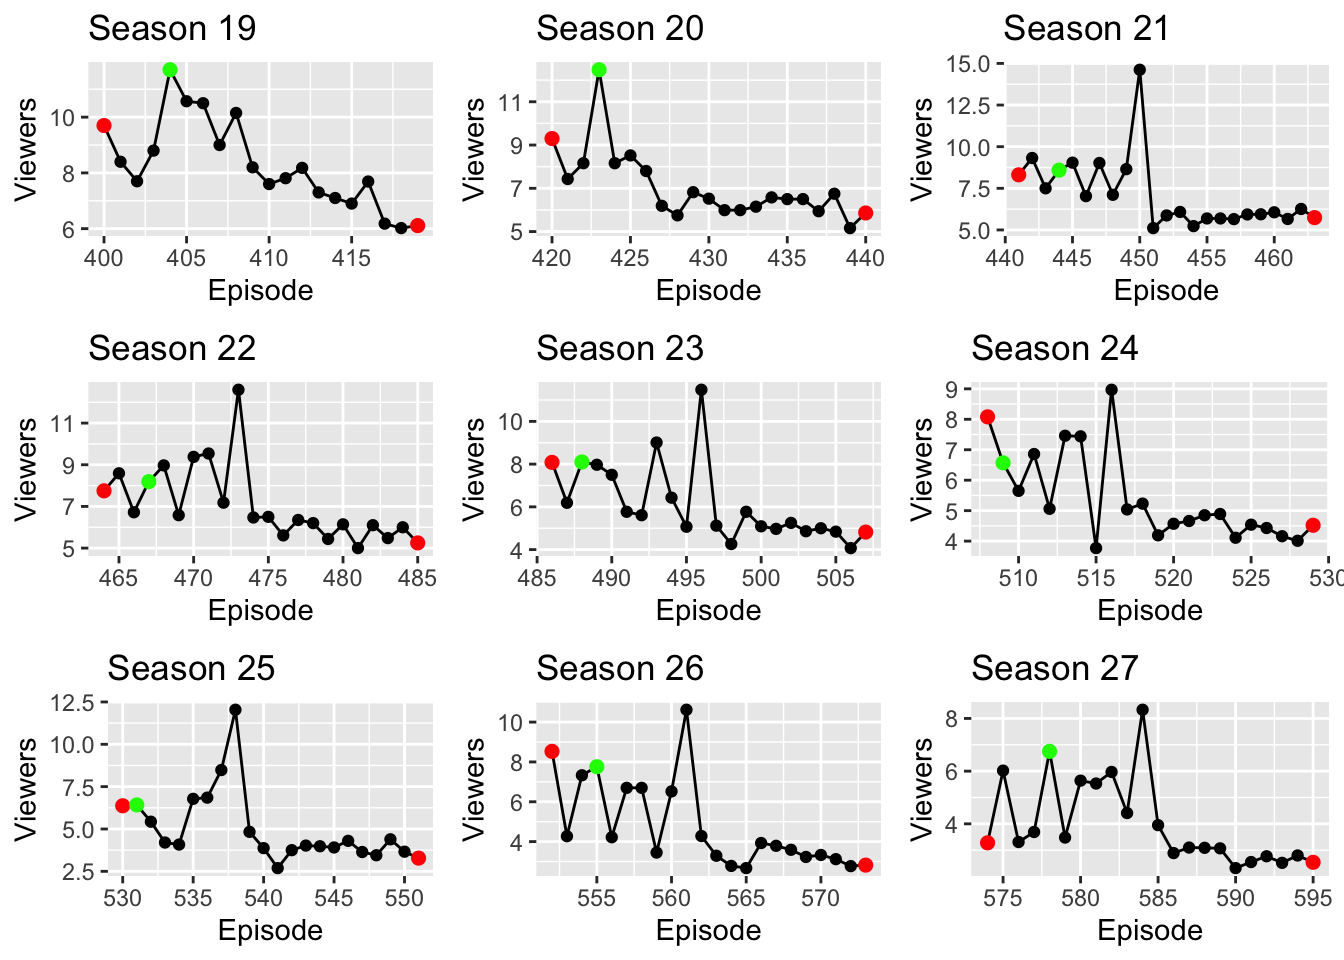 Season 19
Season 20
Season 21
Viewers
10
8
6
400 405 410 415
Episode
Viewers
11
9
7
5
420 425 430 435 440
Episode
Viewers
15.0
12.5
10.0
7.5
5.0
440 445 450 455 460
Episode
Season 22
Season 23
Season 24
Viewers
11
9
7
5
465 470 475 480 485
Episode
Viewers
10
8
6
4
485 490 495 500 505
Episode
Viewers
9
8
7
6
5
4
510 515 520 525 530
Episode
Season 25
Season 26
Season 27
Viewers
12.5
10.0
7.5
5.0
2.5
530 535 540 545 550
Episode
Viewers
10
8
6
4
555 560 565 570
Episode
Viewers
8
6
4
575 580 585 590 595
Episode